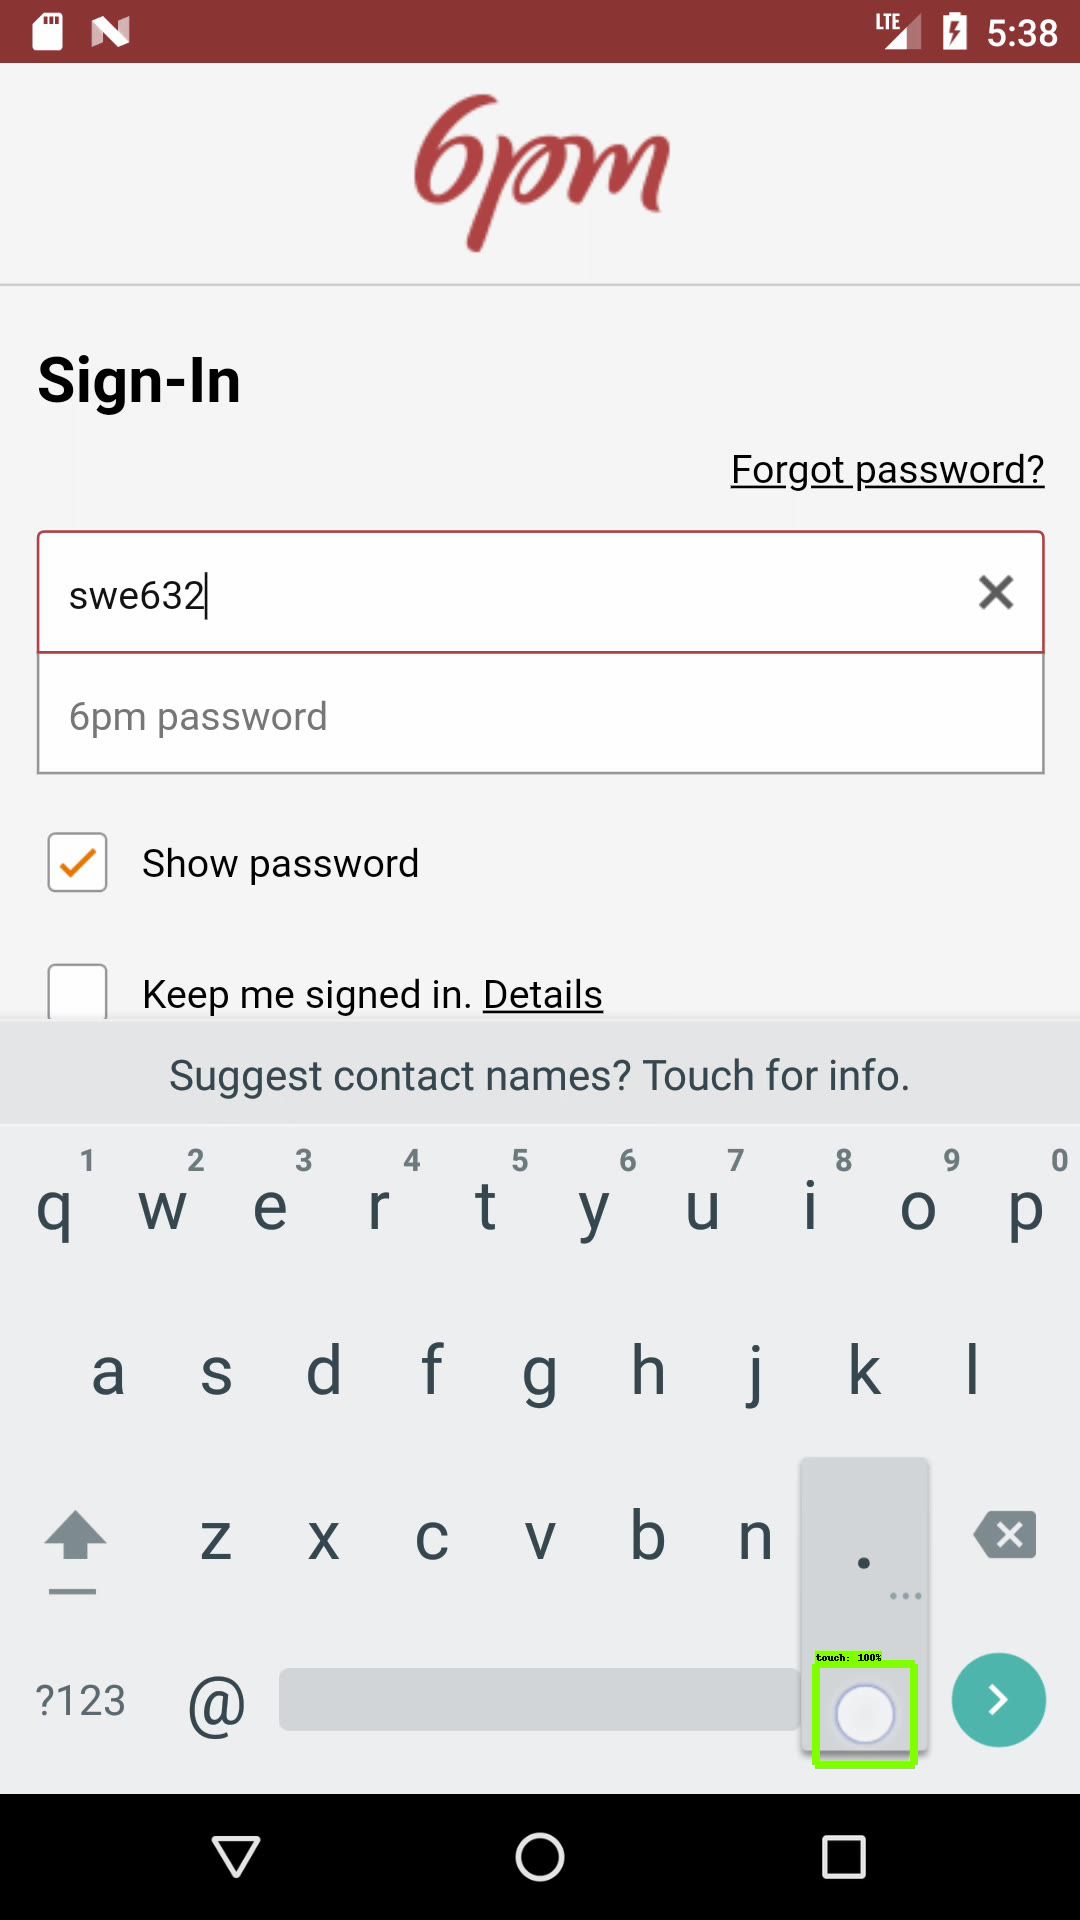 LTE 5:38
6pm
Sign-In
Forgot password?
swe632
6pm password
Show password
Keep me signed in. Details
Suggest contact names? Touch for info.
1 2 3 4 5 6 7 8 9 0
q w e r t y u i o p
a s d f g h j k l
z x c v b n .
...
touch: 100%
?123 @